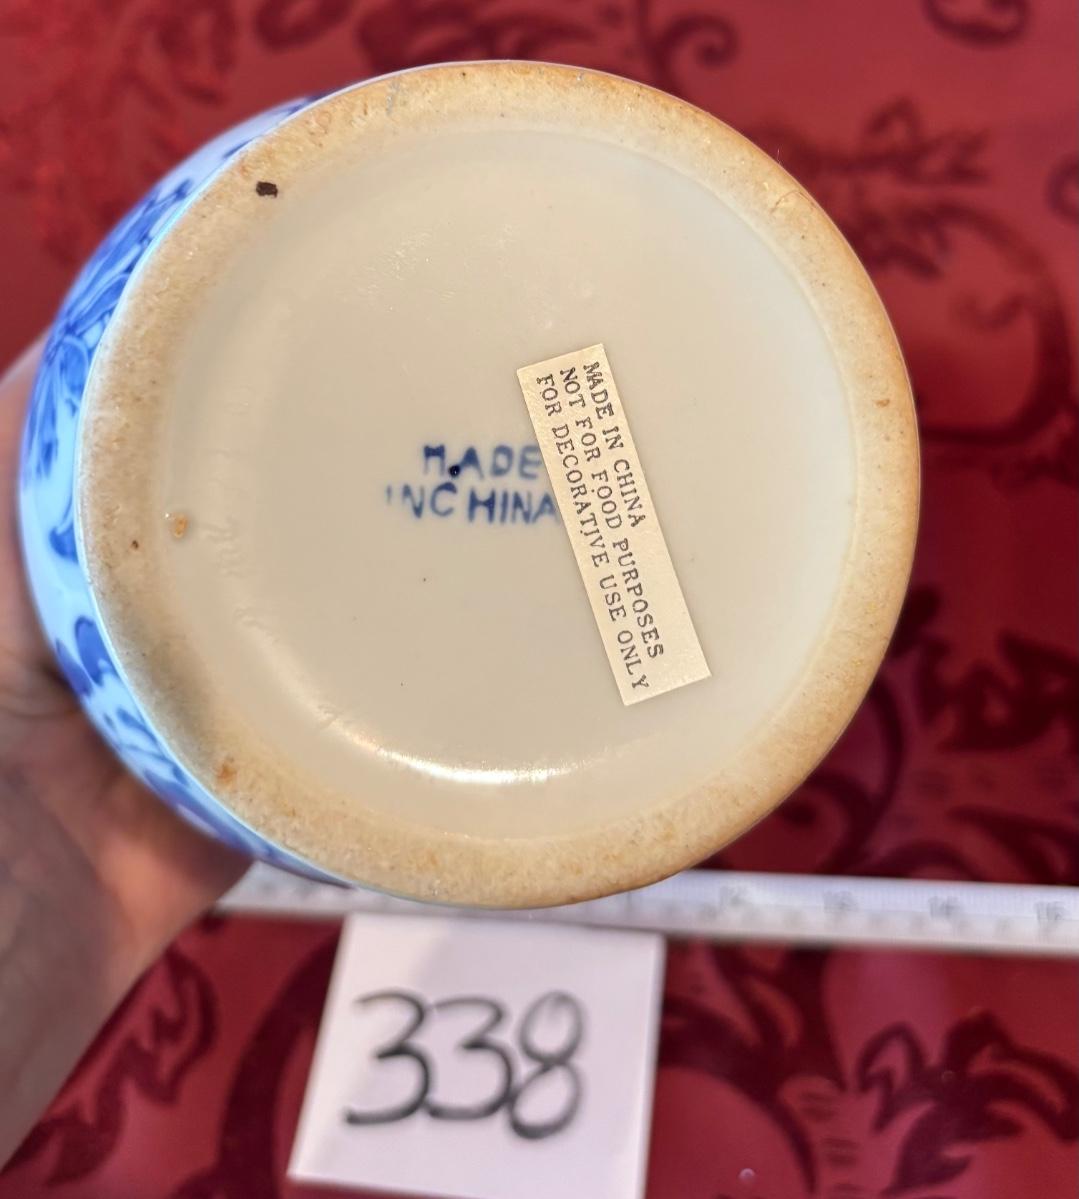 MADE
INCHINA
MADE IN CHINA
NOT FOR FOOD PURPOSES
FOR DECORATIVE USE ONLY
338